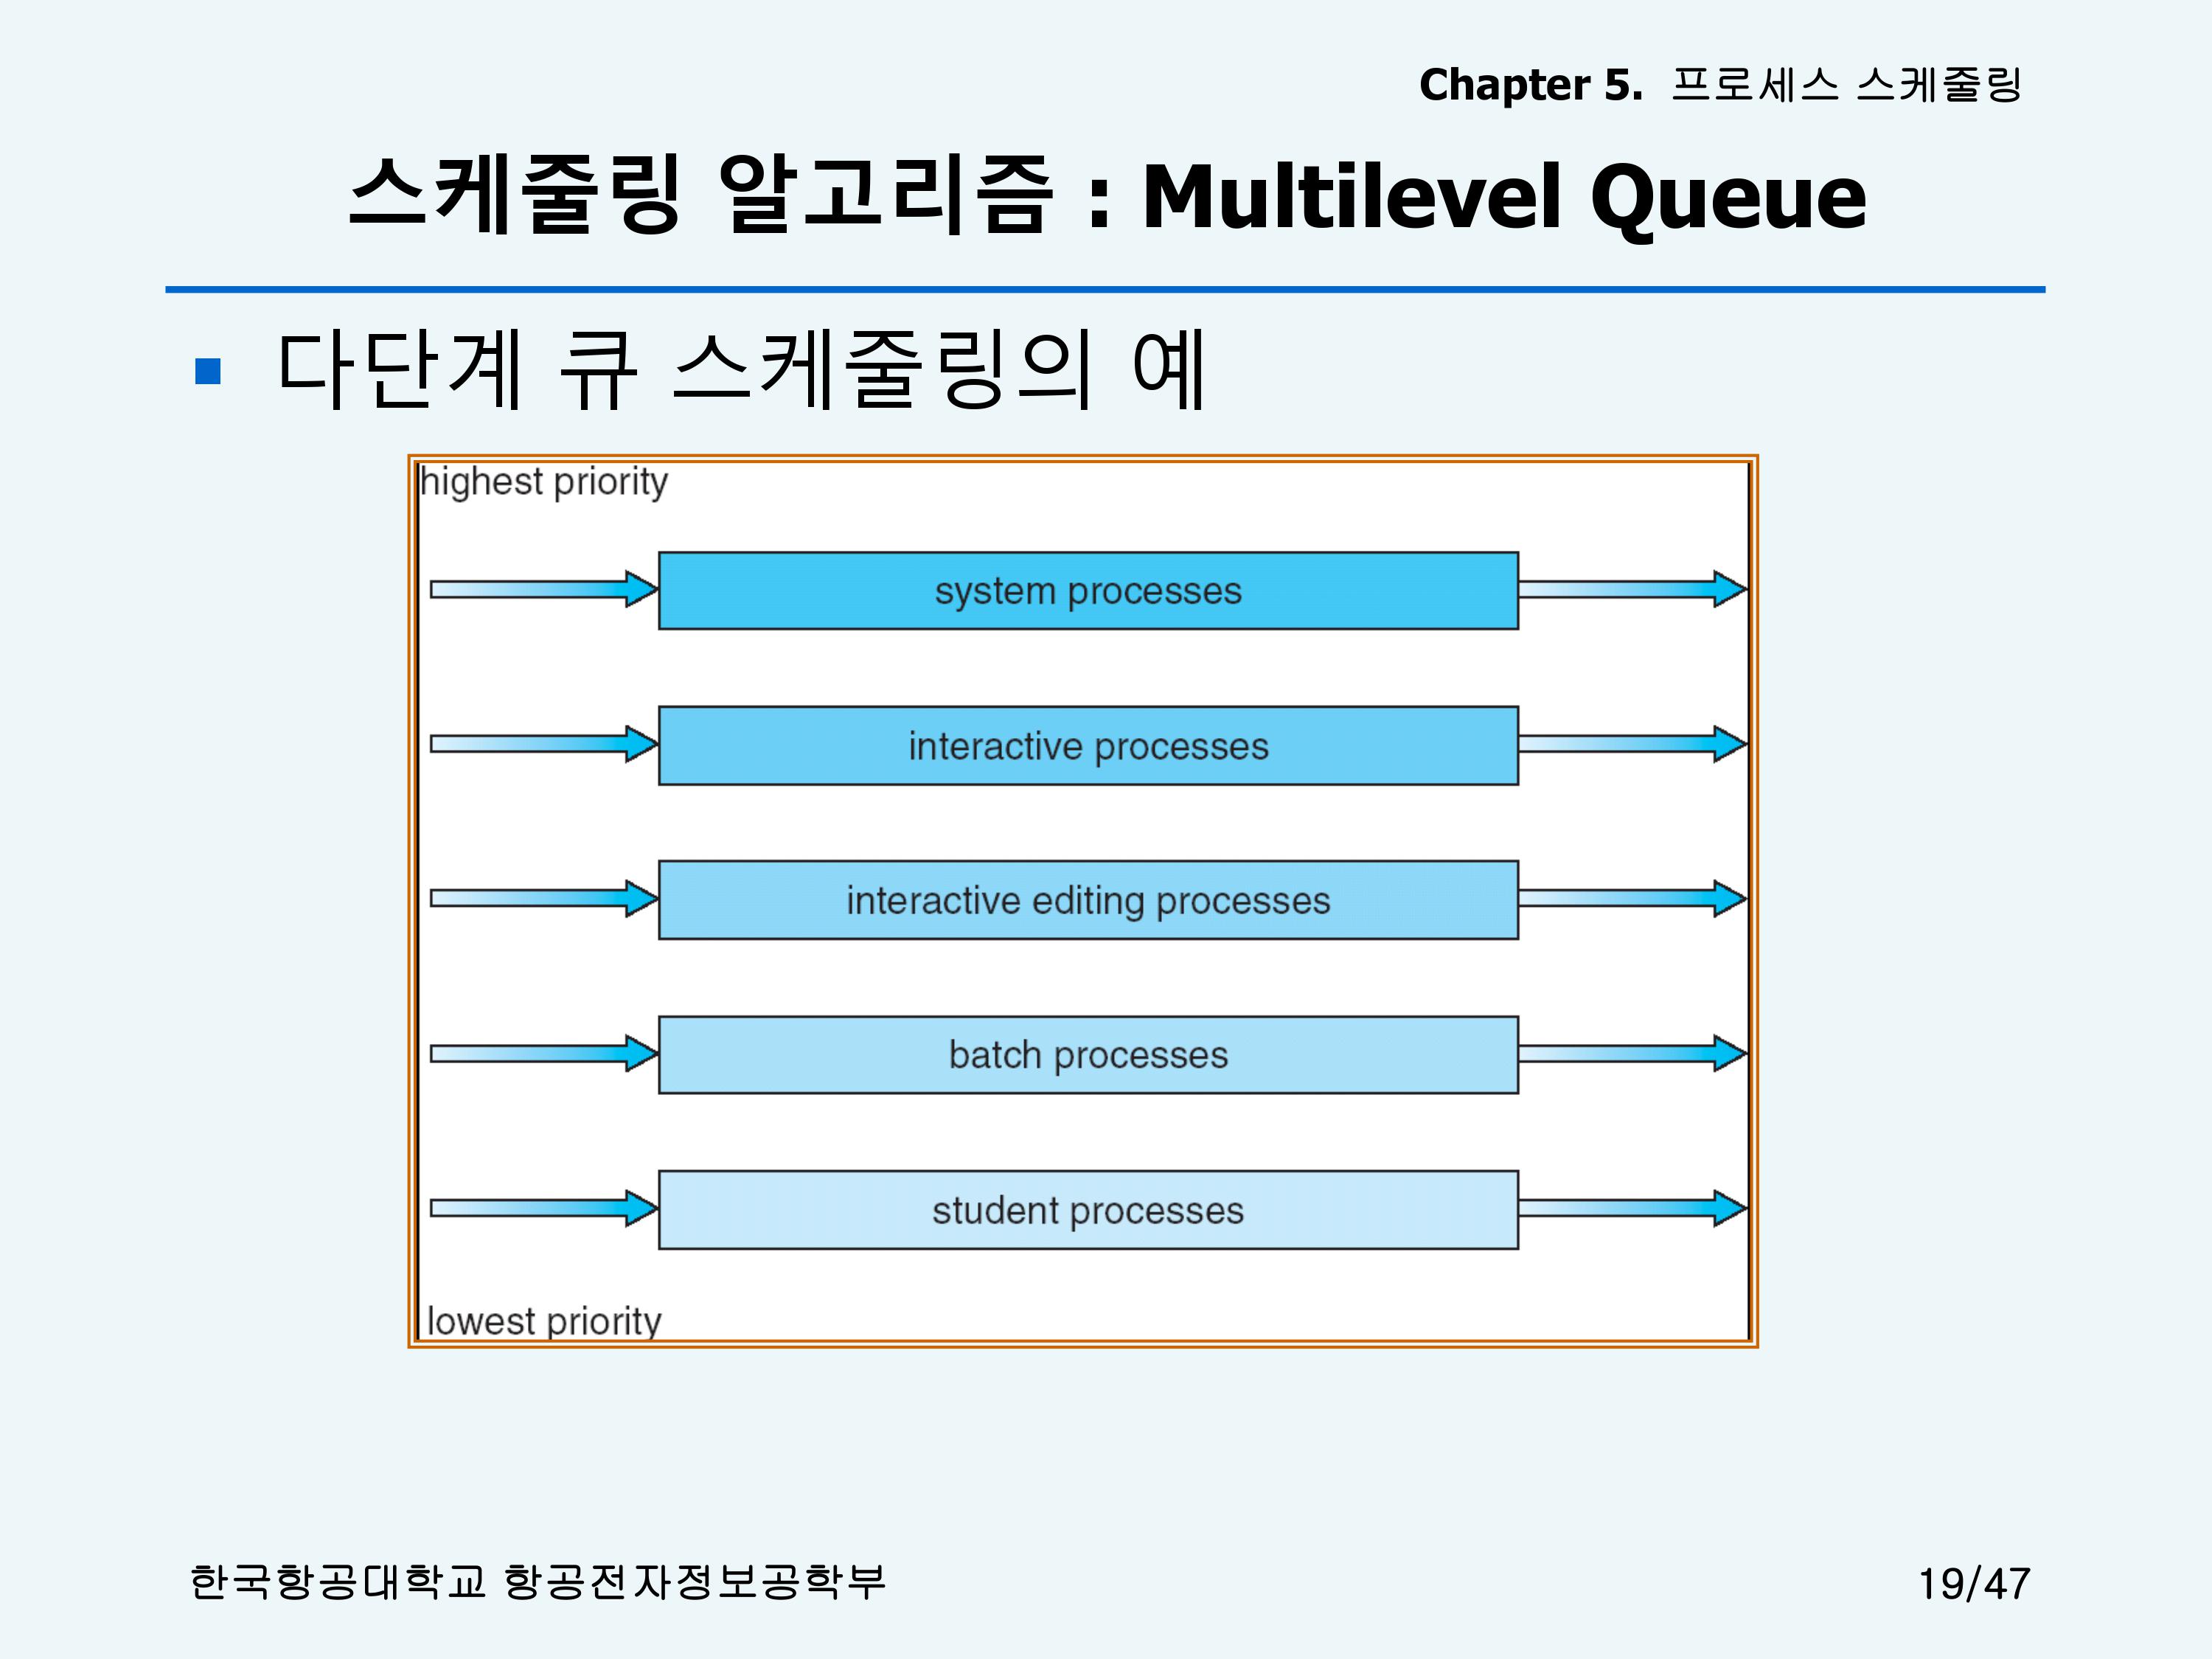 Chapter 5. 프로세스 스케줄링
스케줄링 알고리즘 : Multilevel Queue
다단계 큐 스케줄링의 예
highest priority
system processes
interactive processes
interactive editing processes
batch processes
student processes
lowest priority
한국항공대학교 항공전자정보공학부
19/47